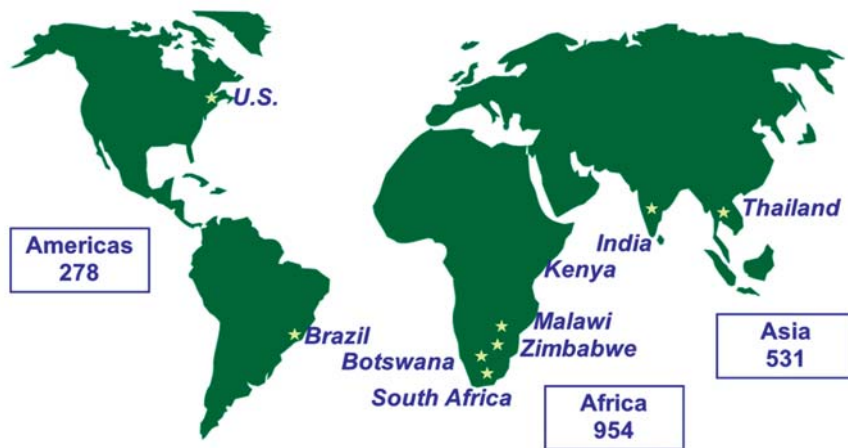 U.S.
Thailand
Americas
278
India
Kenya
Malawi
Brazil
Zimbabwe
Botswana
South Africa
Asia
531
Africa
954